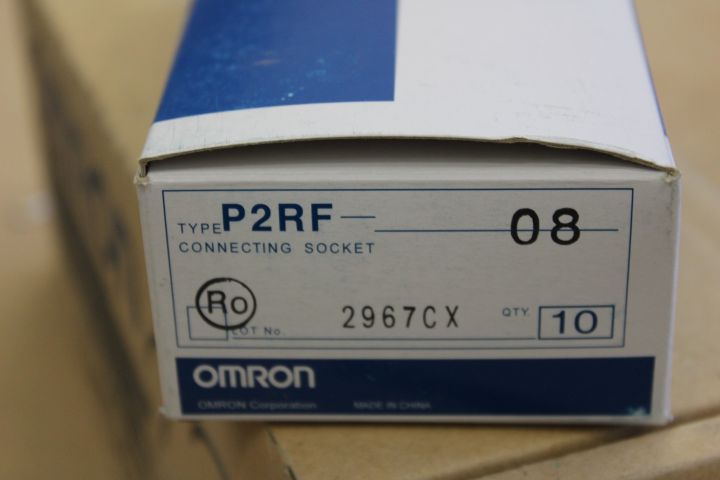 TYPE P2RF— 08
CONNECTING SOCKET
Ro
LOT No. 2967CX QTY. 10
OMRON
OMRON Corporation MADE IN CHINA